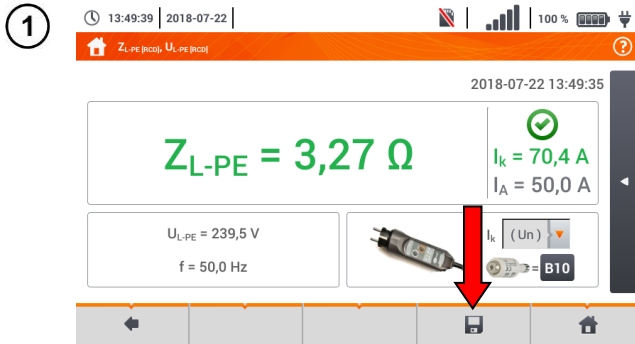 1
13:49:39 2018-07-22 100 %
ZL-PE [RCD], UL-PE [RCD] ?
2018-07-22 13:49:35
ZL-PE = 3,27 Ω
Ik = 70,4 A
IA = 50,0 A
UL-PE = 239,5 V
f = 50,0 Hz
Ik ( Un )
= B10